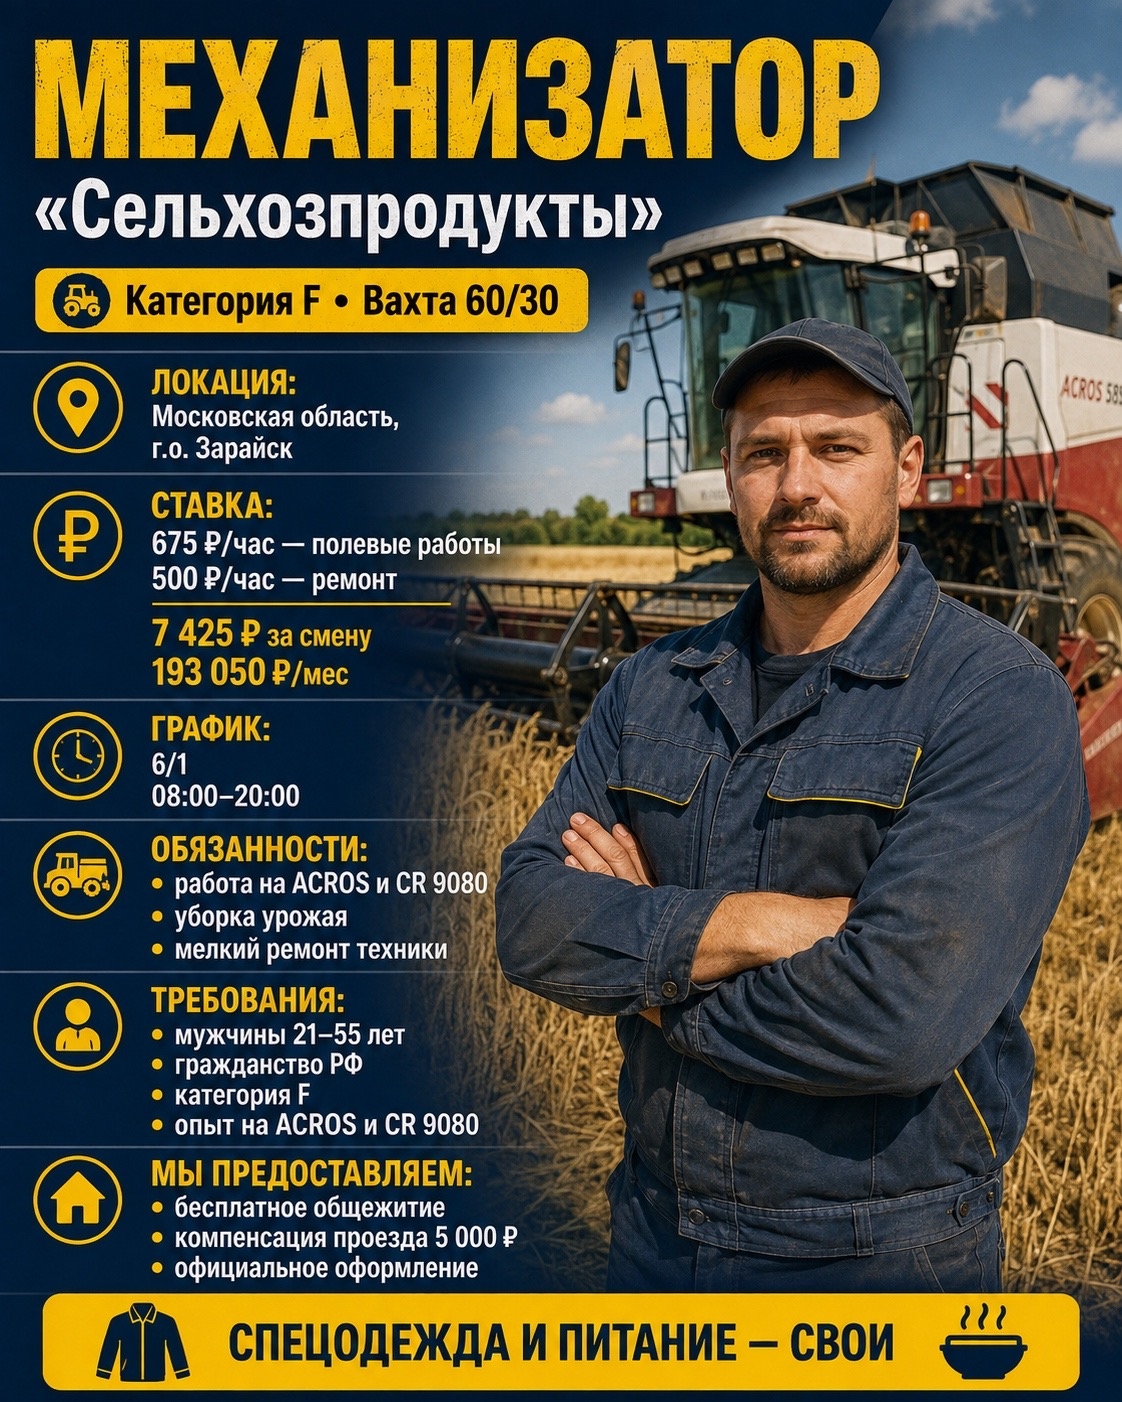 МЕХАНИЗАТОР
«Сельхозпродукты»
Категория F • Вахта 60/30
ЛОКАЦИЯ:
Московская область,
г.о. Зарайск
СТАВКА:
675 ₽/час — полевые работы
500 ₽/час — ремонт
7 425 ₽ за смену
193 050 ₽/мес
ГРАФИК:
6/1
08:00–20:00
ОБЯЗАННОСТИ:
• работа на ACROS и CR 9080
• уборка урожая
• мелкий ремонт техники
ТРЕБОВАНИЯ:
• мужчины 21–55 лет
• гражданство РФ
• категория F
• опыт на ACROS и CR 9080
МЫ ПРЕДОСТАВЛЯЕМ:
• бесплатное общежитие
• компенсация проезда 5 000 ₽
• официальное оформление
СПЕЦОДЕЖДА И ПИТАНИЕ — СВОИ
ACROS 585